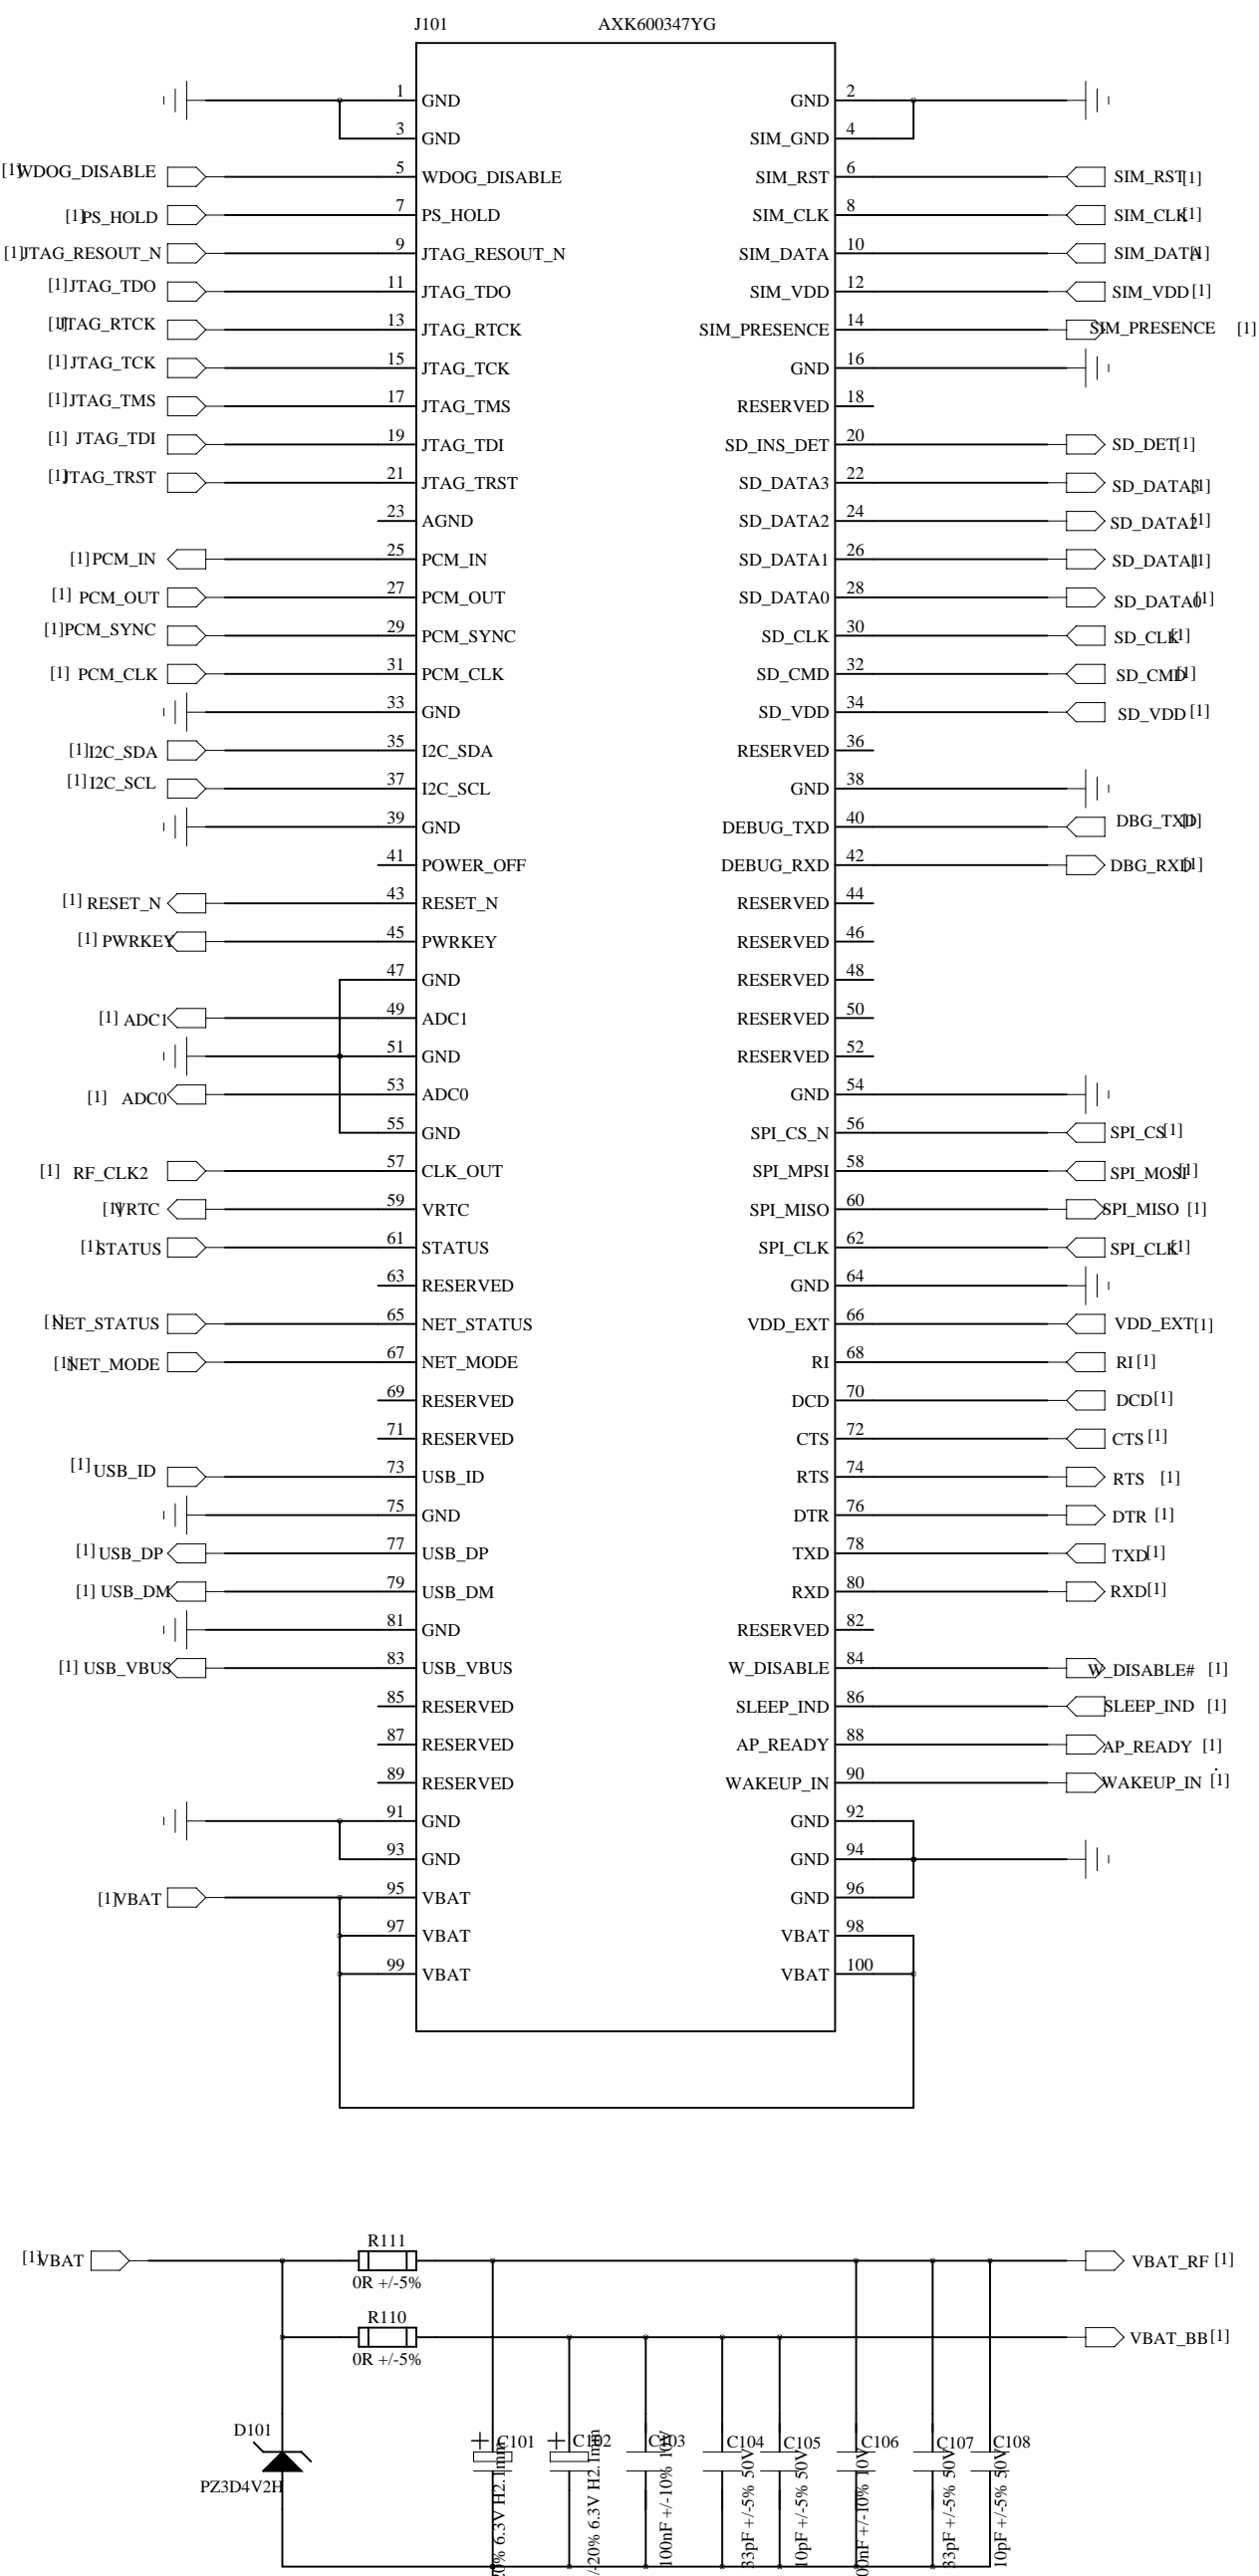 J101 AXK600347YG
1 GND GND 2
3 GND SIM_GND 4
[1]WDOG_DISABLE 5 WDOG_DISABLE SIM_RST 6 SIM_RST[1]
[1]PS_HOLD 7 PS_HOLD SIM_CLK 8 SIM_CLK[1]
[1]JTAG_RESOUT_N 9 JTAG_RESOUT_N SIM_DATA 10 SIM_DATA[1]
[1]JTAG_TDO 11 JTAG_TDO SIM_VDD 12 SIM_VDD[1]
[1]JTAG_RTCK 13 JTAG_RTCK SIM_PRESENCE 14 SIM_PRESENCE [1]
[1]JTAG_TCK 15 JTAG_TCK GND 16
[1]JTAG_TMS 17 JTAG_TMS RESERVED 18
[1] JTAG_TDI 19 JTAG_TDI SD_INS_DET 20 SD_DET[1]
[1]JTAG_TRST 21 JTAG_TRST SD_DATA3 22 SD_DATA3[1]
23 AGND SD_DATA2 24 SD_DATA2[1]
[1]PCM_IN 25 PCM_IN SD_DATA1 26 SD_DATA1[1]
[1] PCM_OUT 27 PCM_OUT SD_DATA0 28 SD_DATA0[1]
[1]PCM_SYNC 29 PCM_SYNC SD_CLK 30 SD_CLK[1]
[1] PCM_CLK 31 PCM_CLK SD_CMD 32 SD_CMD[1]
33 GND SD_VDD 34 SD_VDD[1]
[1]I2C_SDA 35 I2C_SDA RESERVED 36
[1]I2C_SCL 37 I2C_SCL GND 38
39 GND DEBUG_TXD 40 DBG_TXD[1]
41 POWER_OFF DEBUG_RXD 42 DBG_RXD[1]
[1] RESET_N 43 RESET_N RESERVED 44
[1] PWRKEY 45 PWRKEY RESERVED 46
47 GND RESERVED 48
[1] ADC1 49 ADC1 RESERVED 50
51 GND RESERVED 52
[1] ADC0 53 ADC0 GND 54
55 GND SPI_CS_N 56 SPI_CS[1]
[1] RF_CLK2 57 CLK_OUT SPI_MPSI 58 SPI_MOSI[1]
[1]VRTC 59 VRTC SPI_MISO 60 SPI_MISO [1]
[1]STATUS 61 STATUS SPI_CLK 62 SPI_CLK[1]
63 RESERVED GND 64
[1]NET_STATUS 65 NET_STATUS VDD_EXT 66 VDD_EXT[1]
[1]NET_MODE 67 NET_MODE RI 68 RI[1]
69 RESERVED DCD 70 DCD[1]
71 RESERVED CTS 72 CTS[1]
[1]USB_ID 73 USB_ID RTS 74 RTS [1]
75 GND DTR 76 DTR [1]
[1] USB_DP 77 USB_DP TXD 78 TXD[1]
[1] USB_DM 79 USB_DM RXD 80 RXD[1]
81 GND RESERVED 82
[1] USB_VBUS 83 USB_VBUS W_DISABLE 84 W_DISABLE# [1]
85 RESERVED SLEEP_IND 86 SLEEP_IND [1]
87 RESERVED AP_READY 88 AP_READY [1]
89 RESERVED WAKEUP_IN 90 WAKEUP_IN [1]
91 GND GND 92
93 GND GND 94
[1]VBAT 95 VBAT GND 96
97 VBAT VBAT 98
99 VBAT VBAT 100
R111
[1]VBAT VBAT_RF [1]
0R +/-5%
R110
VBAT_BB[1]
0R +/-5%
D101 C101 C102 C103 C104 C105 C106 C107 C108
PZ3D4V2H
6.3V H2.1mm
/-20% 6.3V H2.1mm
100nF +/-10% 10V
33pF +/-5% 50V
10pF +/-5% 50V
00nF +/-10% 10V
33pF +/-5% 50V
10pF +/-5% 50V